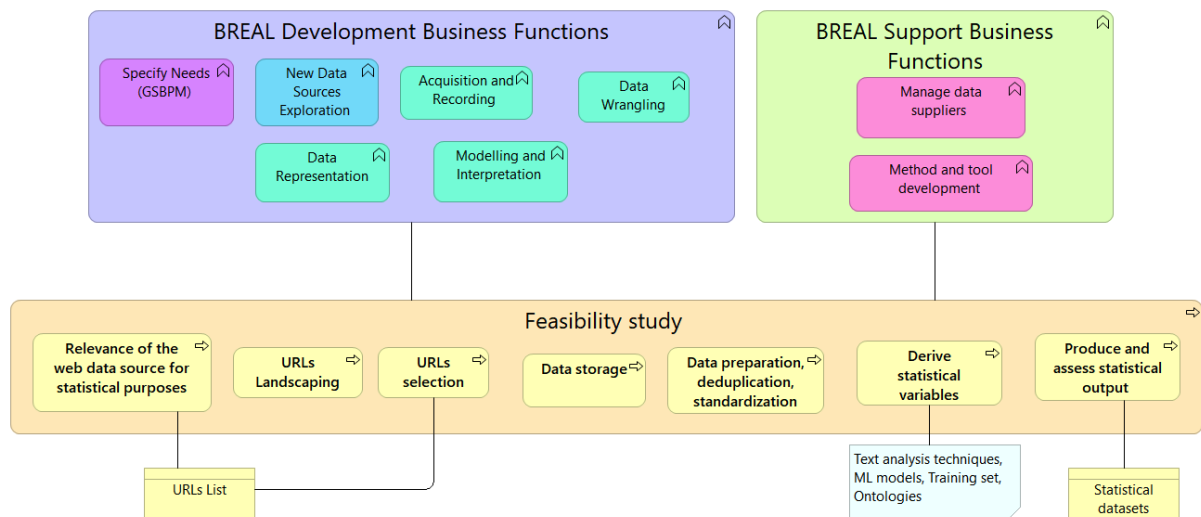 BREAL Development Business Functions
Specify Needs
(GSBPM)
New Data
Sources
Exploration
Acquisition and
Recording
Data
Wrangling
Data
Representation
Modelling and
Interpretation
BREAL Support Business
Functions
Manage data
suppliers
Method and tool
development
Feasibility study
Relevance of the
web data source for
statistical purposes
URLs
Landscaping
URLs
selection
Data storage
Data preparation,
deduplication,
standardization
Derive
statistical
variables
Produce and
assess statistical
output
URLs List
Text analysis techniques,
ML models, Training set,
Ontologies
Statistical
datasets